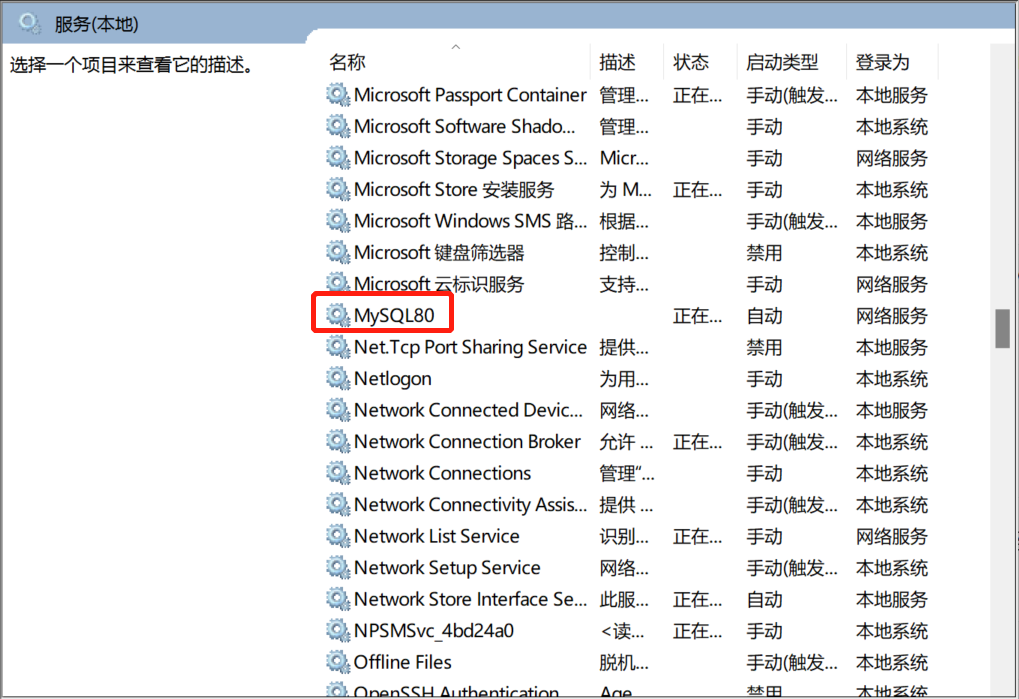 服务(本地)
选择一个项目来查看它的描述。
名称 描述 状态 启动类型 登录为
Microsoft Passport Container 管理... 正在... 手动(触发... 本地服务
Microsoft Software Shado... 管理... 手动 本地系统
Microsoft Storage Spaces S... Micr... 手动 网络服务
Microsoft Store 安装服务 为 M... 正在... 手动 本地系统
Microsoft Windows SMS 路... 根据... 手动(触发... 本地服务
Microsoft 键盘筛选器 控制... 禁用 本地系统
Microsoft 云标识服务 支持... 手动 网络服务
MySQL80 正在... 自动 网络服务
Net.Tcp Port Sharing Service 提供... 禁用 本地服务
Netlogon 为用... 手动 本地系统
Network Connected Devic... 网络... 手动(触发... 本地服务
Network Connection Broker 允许 ... 正在... 手动(触发... 本地系统
Network Connections 管理“... 手动 本地系统
Network Connectivity Assis... 提供 ... 手动(触发... 本地系统
Network List Service 识别... 正在... 手动 网络服务
Network Setup Service 网络... 手动(触发... 本地系统
Network Store Interface Se... 此服... 正在... 自动 本地服务
NPSMSvc_4bd24a0 <读... 正在... 手动 本地系统
Offline Files 脱机... 手动(触发... 本地系统
OpenSSH Authentication Age 禁用 本地系统